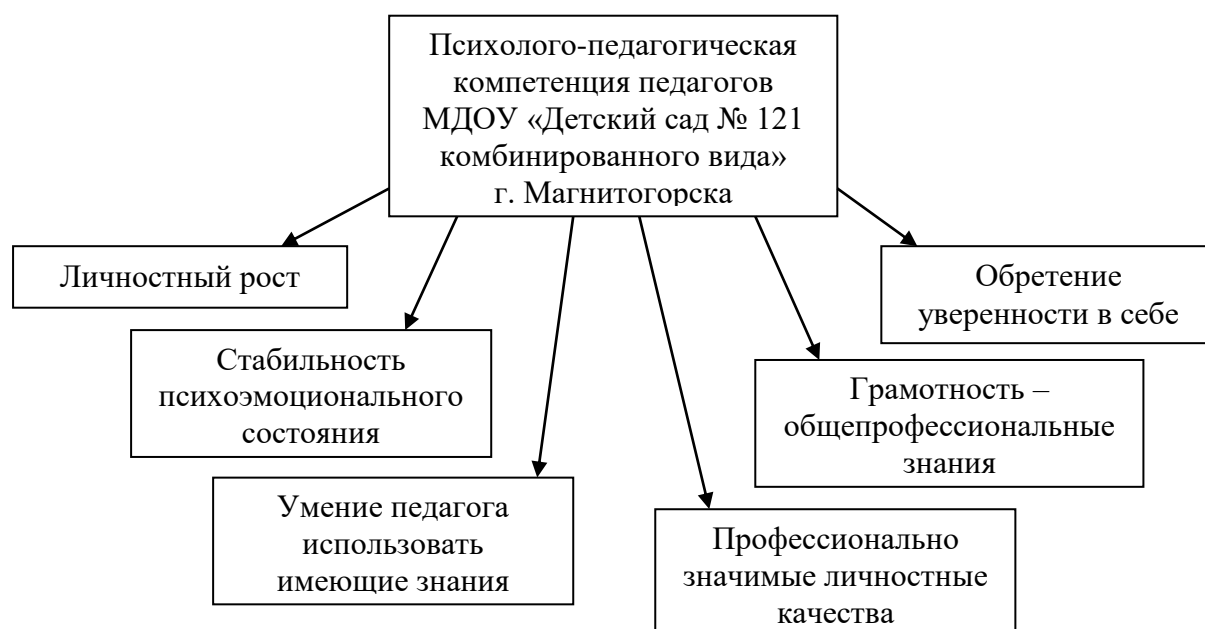 Психолого-педагогическая
компетенция педагогов
МДОУ «Детский сад № 121
комбинированного вида»
г. Магнитогорска
Личностный рост
Обретение
уверенности в себе
Стабильность
психоэмоционального
состояния
Грамотность –
общепрофессиональные
знания
Умение педагога
использовать
имеющие знания
Профессионально
значимые личностные
качества